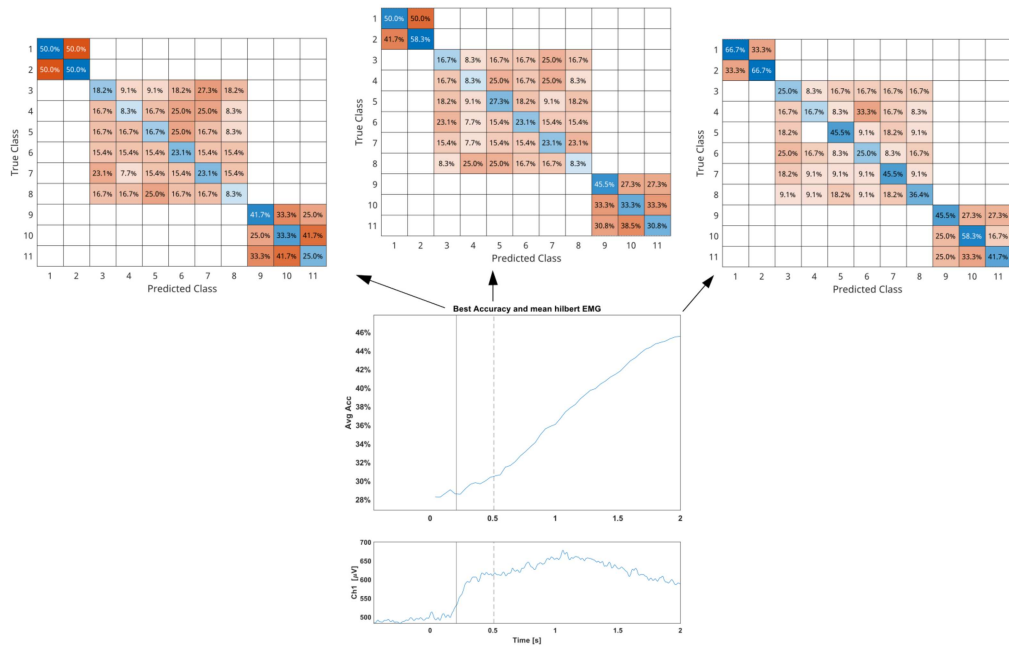 True Class
1 50.0% 50.0%
2 50.0% 50.0%
3 18.2% 9.1% 9.1% 18.2% 27.3% 18.2%
4 16.7% 8.3% 16.7% 25.0% 25.0% 8.3%
5 16.7% 16.7% 16.7% 25.0% 16.7% 8.3%
6 15.4% 15.4% 15.4% 23.1% 15.4% 15.4%
7 23.1% 7.7% 15.4% 15.4% 23.1% 15.4%
8 16.7% 16.7% 25.0% 16.7% 16.7% 8.3%
9 41.7% 33.3% 25.0%
10 25.0% 33.3% 41.7%
11 33.3% 41.7% 25.0%
1 2 3 4 5 6 7 8 9 10 11
Predicted Class
True Class
1 50.0% 50.0%
2 41.7% 58.3%
3 16.7% 8.3% 16.7% 16.7% 25.0% 16.7%
4 16.7% 8.3% 25.0% 16.7% 25.0% 8.3%
5 18.2% 9.1% 27.3% 18.2% 9.1% 18.2%
6 23.1% 7.7% 15.4% 23.1% 15.4% 15.4%
7 15.4% 7.7% 15.4% 15.4% 23.1% 23.1%
8 8.3% 25.0% 25.0% 16.7% 16.7% 8.3%
9 45.5% 27.3% 27.3%
10 33.3% 33.3% 33.3%
11 30.8% 38.5% 30.8%
1 2 3 4 5 6 7 8 9 10 11
Predicted Class
True Class
1 66.7% 33.3%
2 33.3% 66.7%
3 25.0% 8.3% 16.7% 16.7% 16.7% 16.7%
4 16.7% 16.7% 8.3% 33.3% 16.7% 8.3%
5 18.2% 45.5% 9.1% 18.2% 9.1%
6 25.0% 16.7% 8.3% 25.0% 8.3% 16.7%
7 18.2% 9.1% 9.1% 9.1% 45.5% 9.1%
8 9.1% 9.1% 18.2% 9.1% 18.2% 36.4%
9 45.5% 27.3% 27.3%
10 25.0% 58.3% 16.7%
11 25.0% 33.3% 41.7%
1 2 3 4 5 6 7 8 9 10 11
Predicted Class
Best Accuracy and mean hilbert EMG
Avg Acc
46%
44%
42%
40%
38%
36%
34%
32%
30%
28%
0 0.5 1 1.5 2
Ch1 [µV]
700
650
600
550
500
0 0.5 1 1.5 2
Time [s]